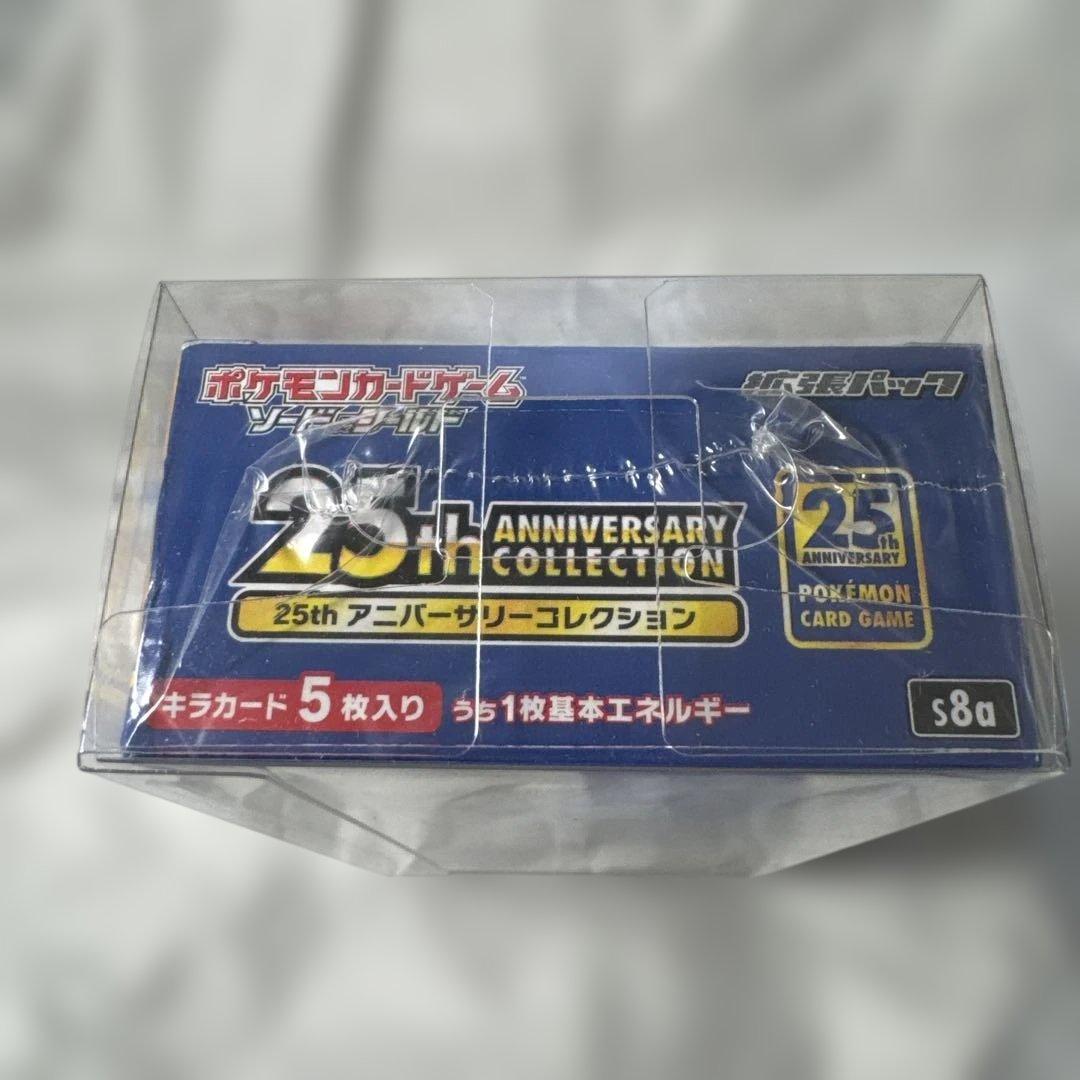 ポケモンカードゲーム
ソード&シールド
拡張パック
25th ANNIVERSARY COLLECTION
25th アニバーサリーコレクション
25th
ANNIVERSARY
POKÉMON
CARD GAME
キラカード5枚入り うち1枚基本エネルギー
s8a